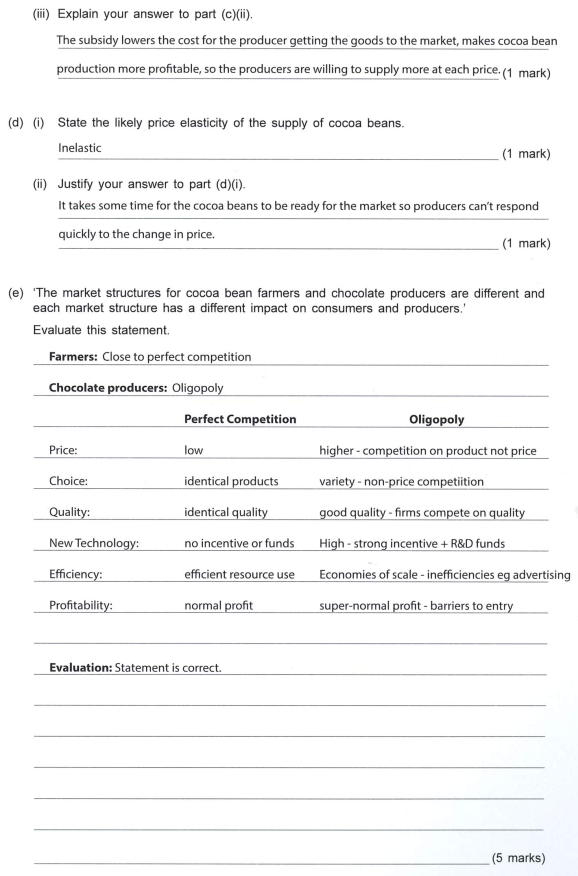 (iii) Explain your answer to part (c)(ii).
The subsidy lowers the cost for the producer getting the goods to the market, makes cocoa bean
production more profitable, so the producers are willing to supply more at each price. (1 mark)
(d) (i) State the likely price elasticity of the supply of cocoa beans.
Inelastic (1 mark)
(ii) Justify your answer to part (d)(i).
It takes some time for the cocoa beans to be ready for the market so producers can't respond
quickly to the change in price. (1 mark)
(e) 'The market structures for cocoa bean farmers and chocolate producers are different and
each market structure has a different impact on consumers and producers.'
Evaluate this statement.
Farmers: Close to perfect competition
Chocolate producers: Oligopoly
Perfect Competition Oligopoly
Price: low higher - competition on product not price
Choice: identical products variety - non-price competiition
Quality: identical quality good quality - firms compete on quality
New Technology: no incentive or funds High - strong incentive + R&D funds
Efficiency: efficient resource use Economies of scale - inefficiencies eg advertising
Profitability: normal profit super-normal profit - barriers to entry
Evaluation: Statement is correct.
(5 marks)